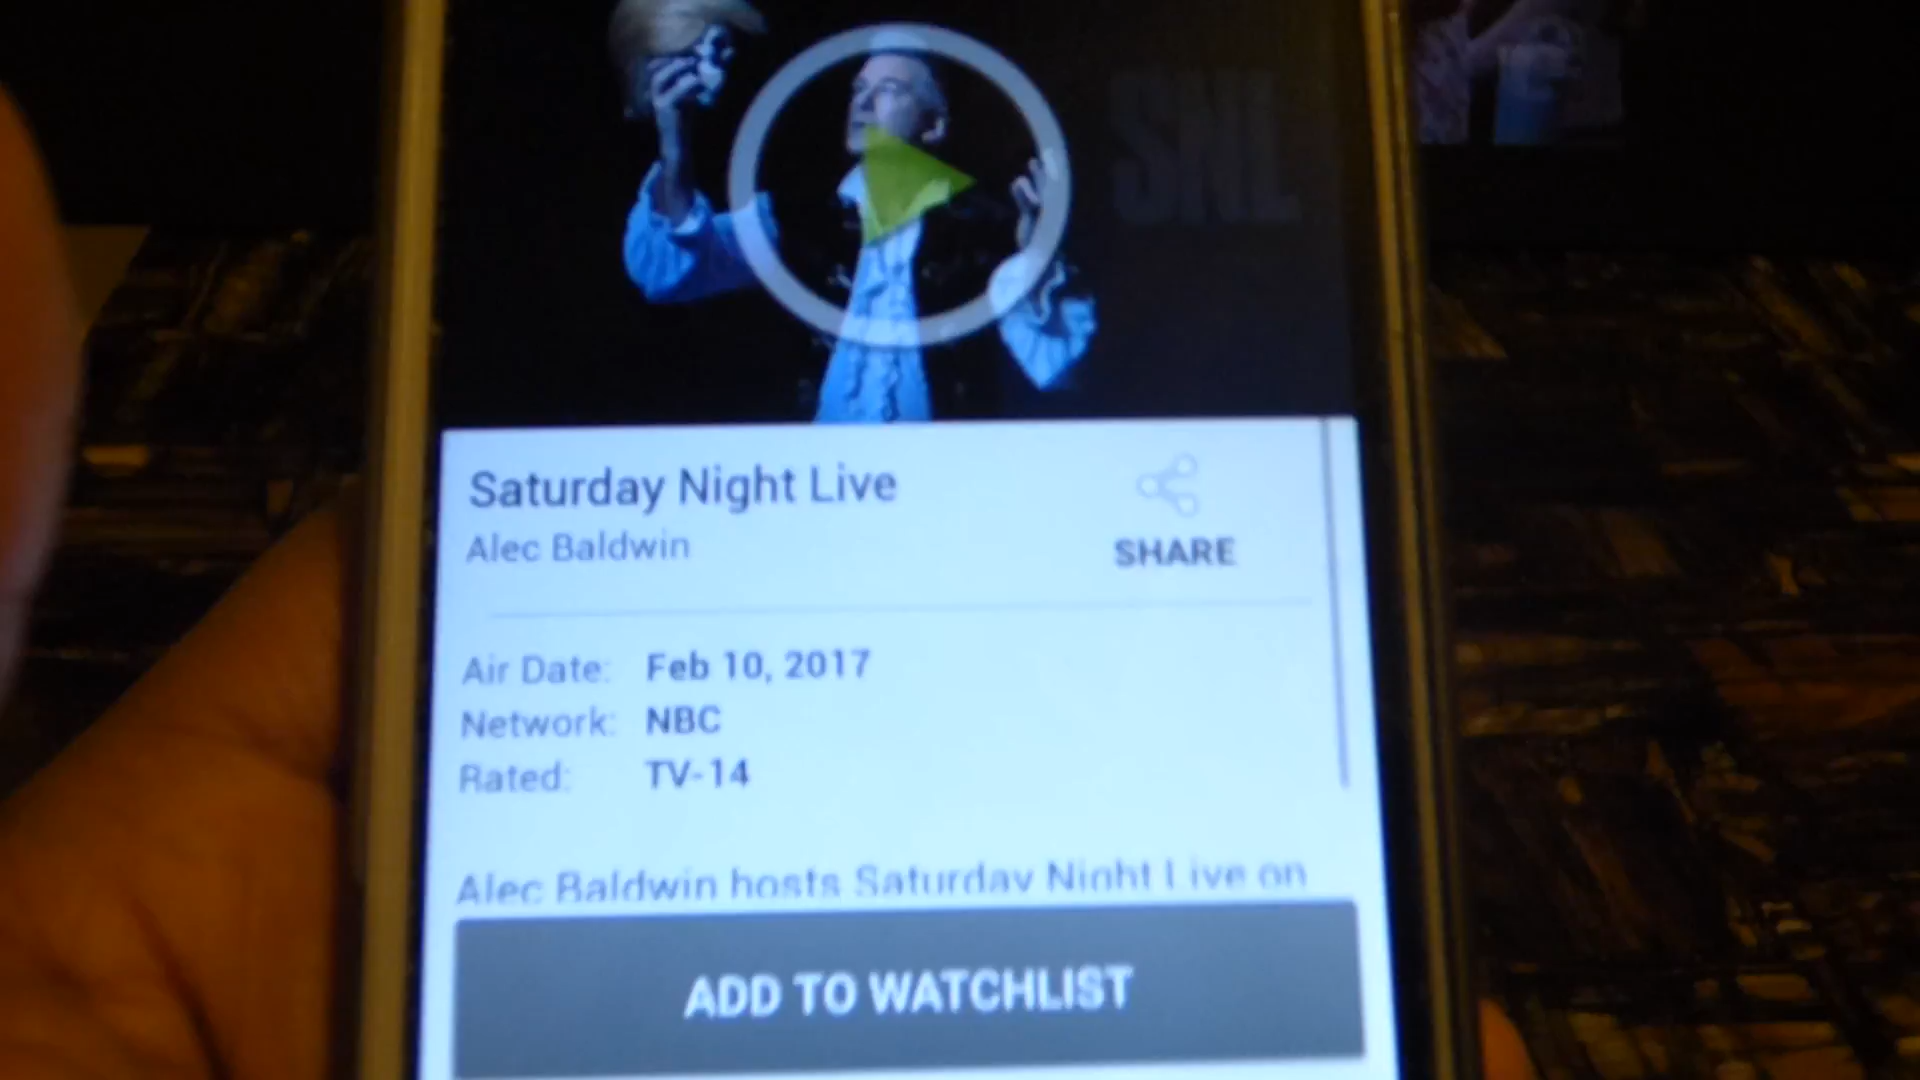 SNL
Saturday Night Live
Alec Baldwin
SHARE
Air Date: Feb 10, 2017
Network: NBC
Rated: TV-14
Alec Baldwin hosts Saturday Night Live on
ADD TO WATCHLIST